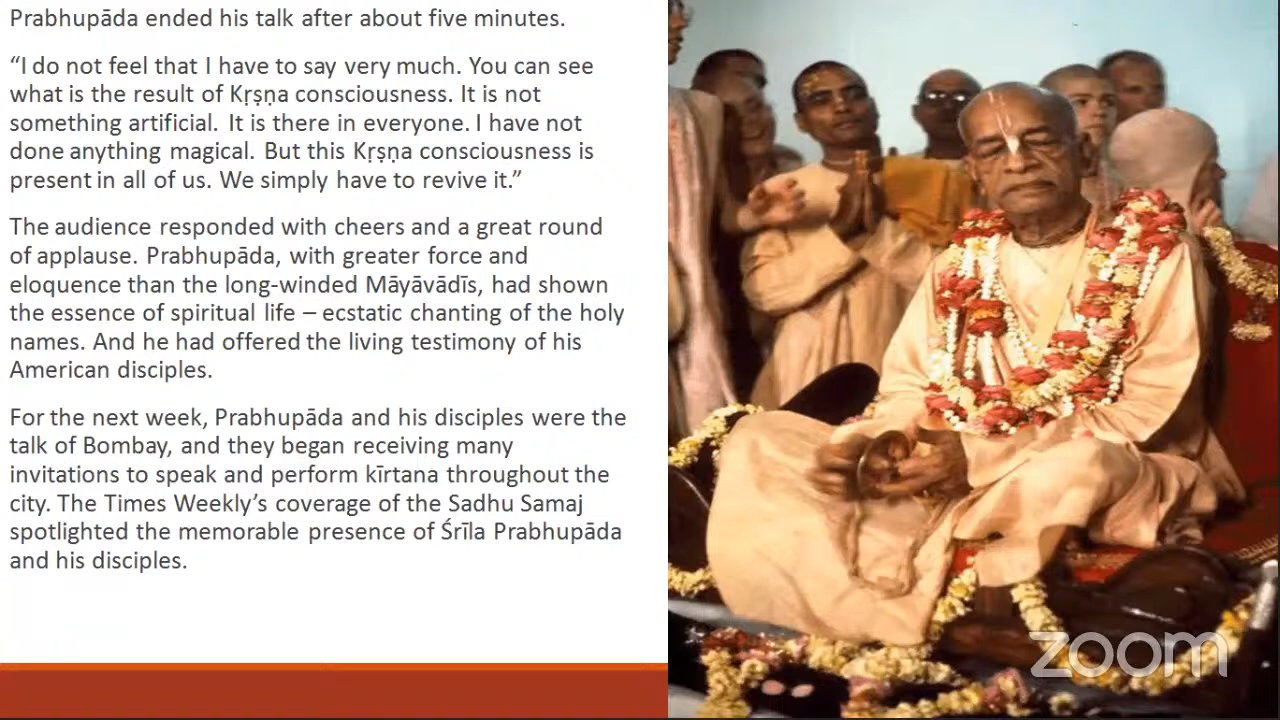 Prabhupāda ended his talk after about five minutes.
“I do not feel that I have to say very much. You can see
what is the result of Kṛṣṇa consciousness. It is not
something artificial. It is there in everyone. I have not
done anything magical. But this Kṛṣṇa consciousness is
present in all of us. We simply have to revive it.”
The audience responded with cheers and a great round
of applause. Prabhupāda, with greater force and
eloquence than the long-winded Māyāvādīs, had shown
the essence of spiritual life – ecstatic chanting of the holy
names. And he had offered the living testimony of his
American disciples.
For the next week, Prabhupāda and his disciples were the
talk of Bombay, and they began receiving many
invitations to speak and perform kīrtana throughout the
city. The Times Weekly’s coverage of the Sadhu Samaj
spotlighted the memorable presence of Śrīla Prabhupāda
and his disciples.
zoom